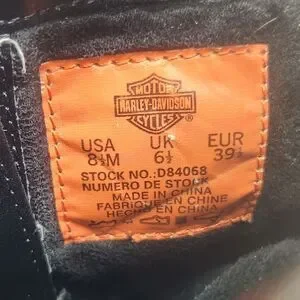 MOTOR
HARLEY-DAVIDSON
CYCLES
USA UK EUR
8½M 6½ 39½
STOCK NO.:D84068
NUMERO DE STOCK
MADE IN CHINA
FABRIQUE EN CHINE
HECHO EN CHINA